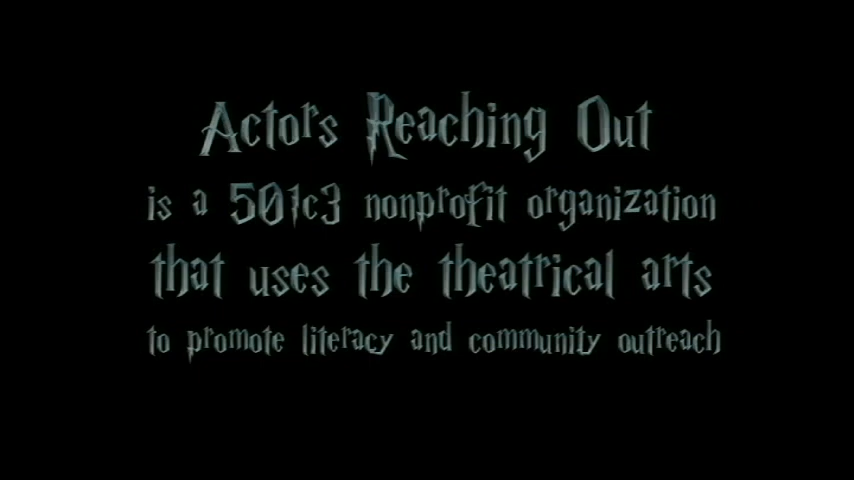 Actors Reaching Out
is a 501c3 nonprofit organization
that uses the theatrical arts
to promote literacy and community outreach